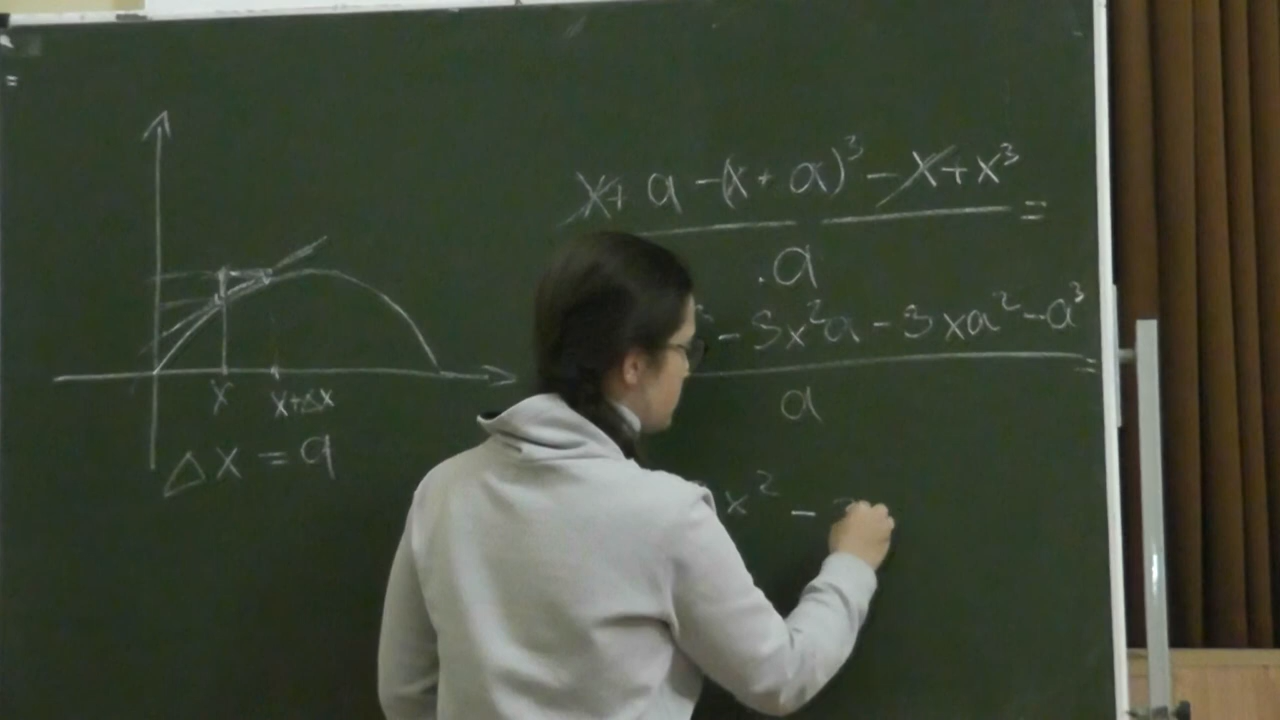 x x+Δx
Δx = a
x + a - (x + a)³ - x + x³ =
a
- 3x²a - 3xa² - a³ =
a
x² -
=